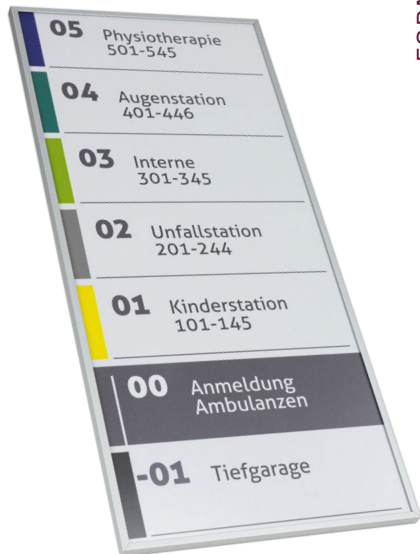 05 Physiotherapie
501-545
04 Augenstation
401-446
03 Interne
301-345
02 Unfallstation
201-244
01 Kinderstation
101-145
00 Anmeldung
Ambulanzen
-01 Tiefgarage